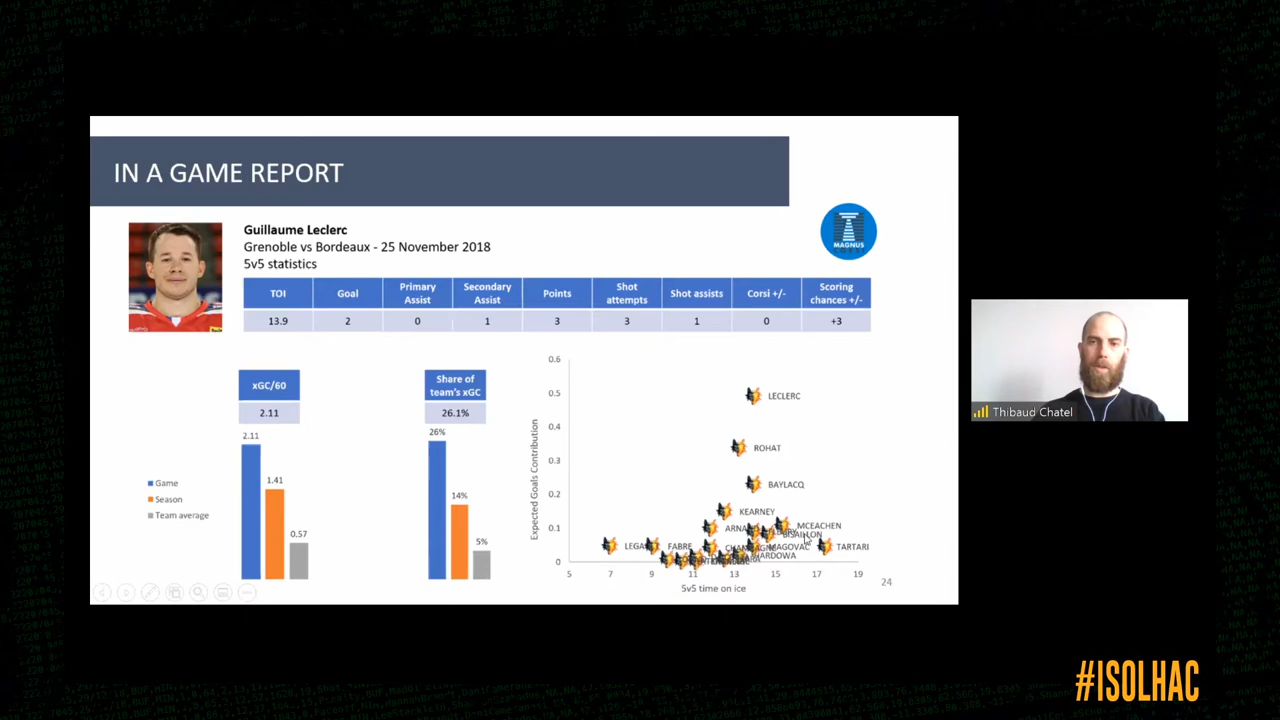 IN A GAME REPORT
Guillaume Leclerc
Grenoble vs Bordeaux - 25 November 2018
5v5 statistics
MAGNUS
TOI Goal Primary Assist Secondary Assist Points Shot attempts Shot assists Corsi +/- Scoring chances +/-
13.9 2 0 1 3 3 1 0 +3
xGC/60
2.11
Share of team's xGC
26.1%
2.11
1.41
0.57
26%
14%
5%
Game
Season
Team average
Expected Goals Contribution
0.6
0.5
0.4
0.3
0.2
0.1
0
LECLERC
ROHAT
BAYLACQ
KEARNEY
MCEACHEN
BISAILLON
FABRE
CHAMPAGNE
MAGOVAC
TARTARI
5 7 9 11 13 15 17 19
5v5 time on ice
24
Thibaud Chatel
#ISOLHAC